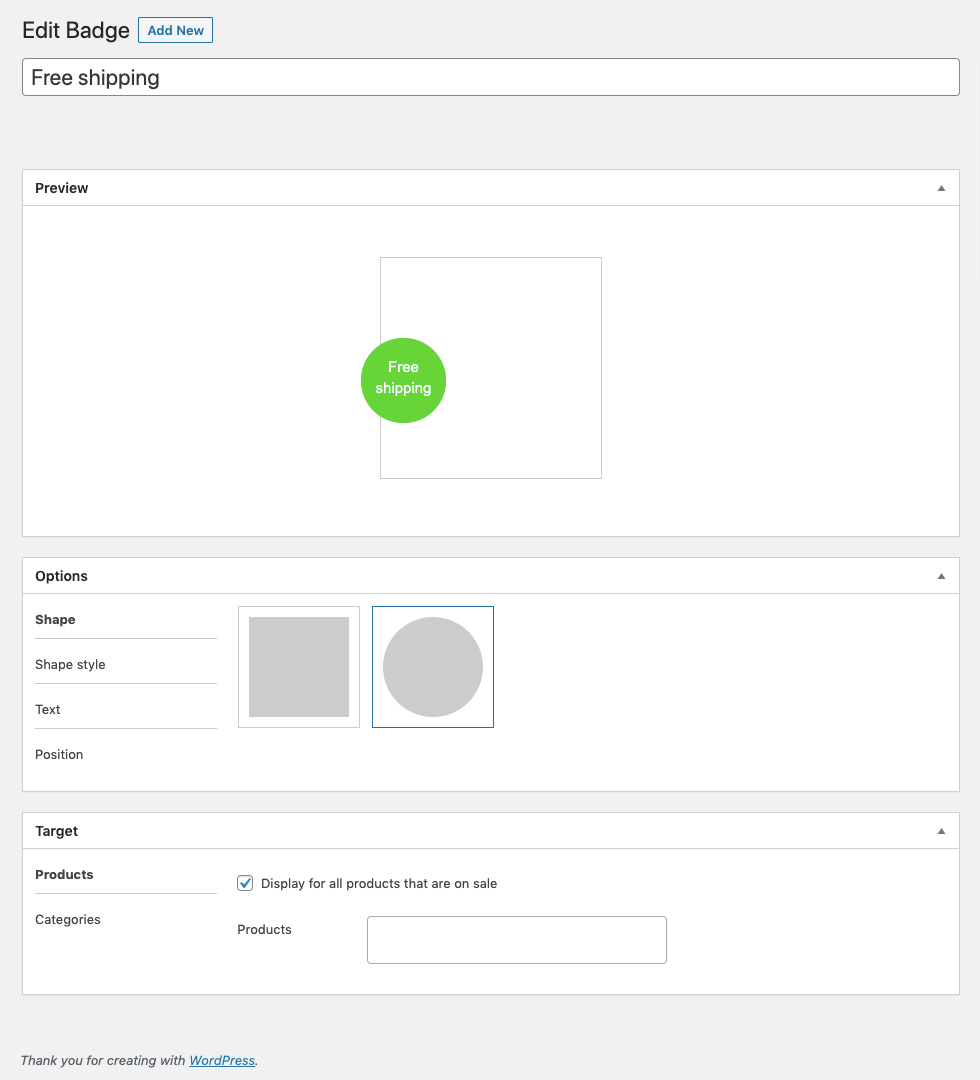 Edit Badge Add New
Free shipping
Preview
Free
shipping
Options
Shape
Shape style
Text
Position
Target
Products
Categories
Display for all products that are on sale
Products
Thank you for creating with WordPress.